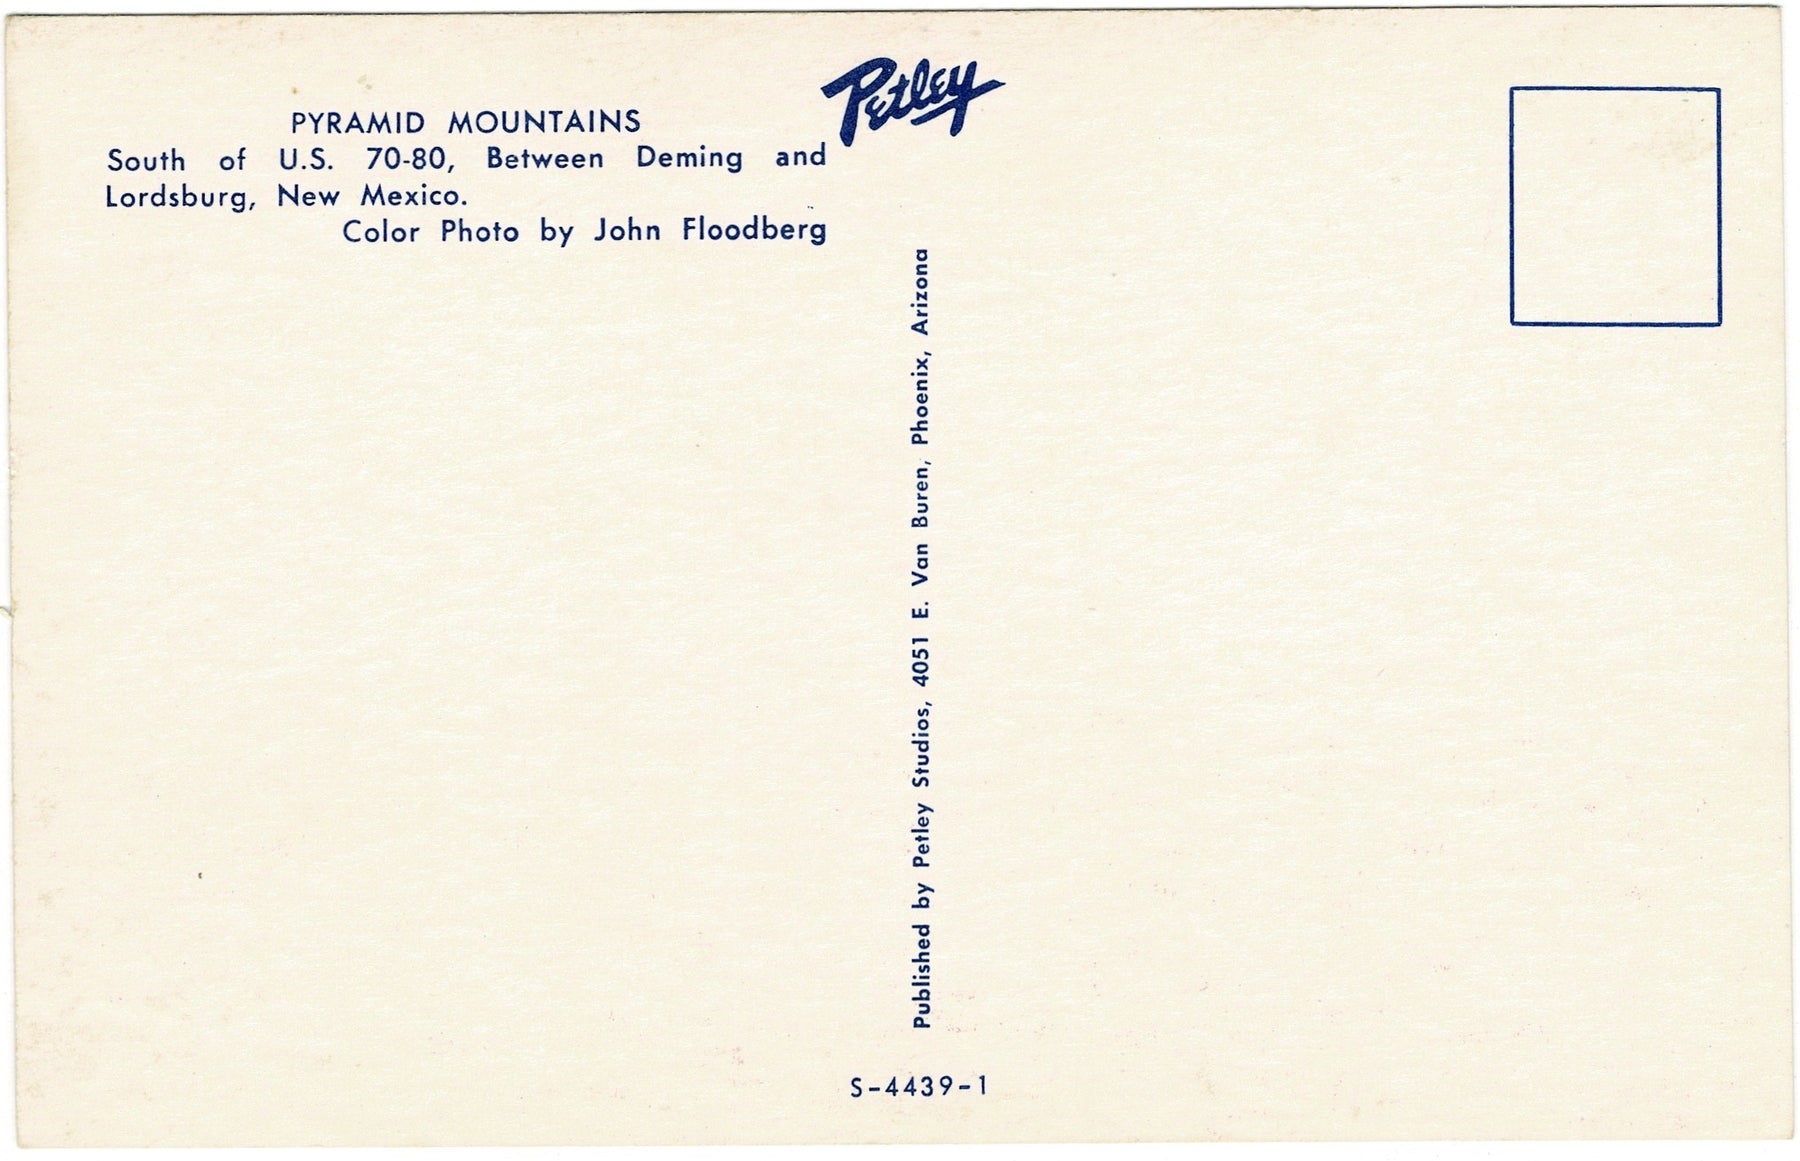 Petley
PYRAMID MOUNTAINS
South of U.S. 70-80, Between Deming and
Lordsburg, New Mexico.
Color Photo by John Floodberg
Published by Petley Studios, 4051 E. Van Buren, Phoenix, Arizona
S-4439-1